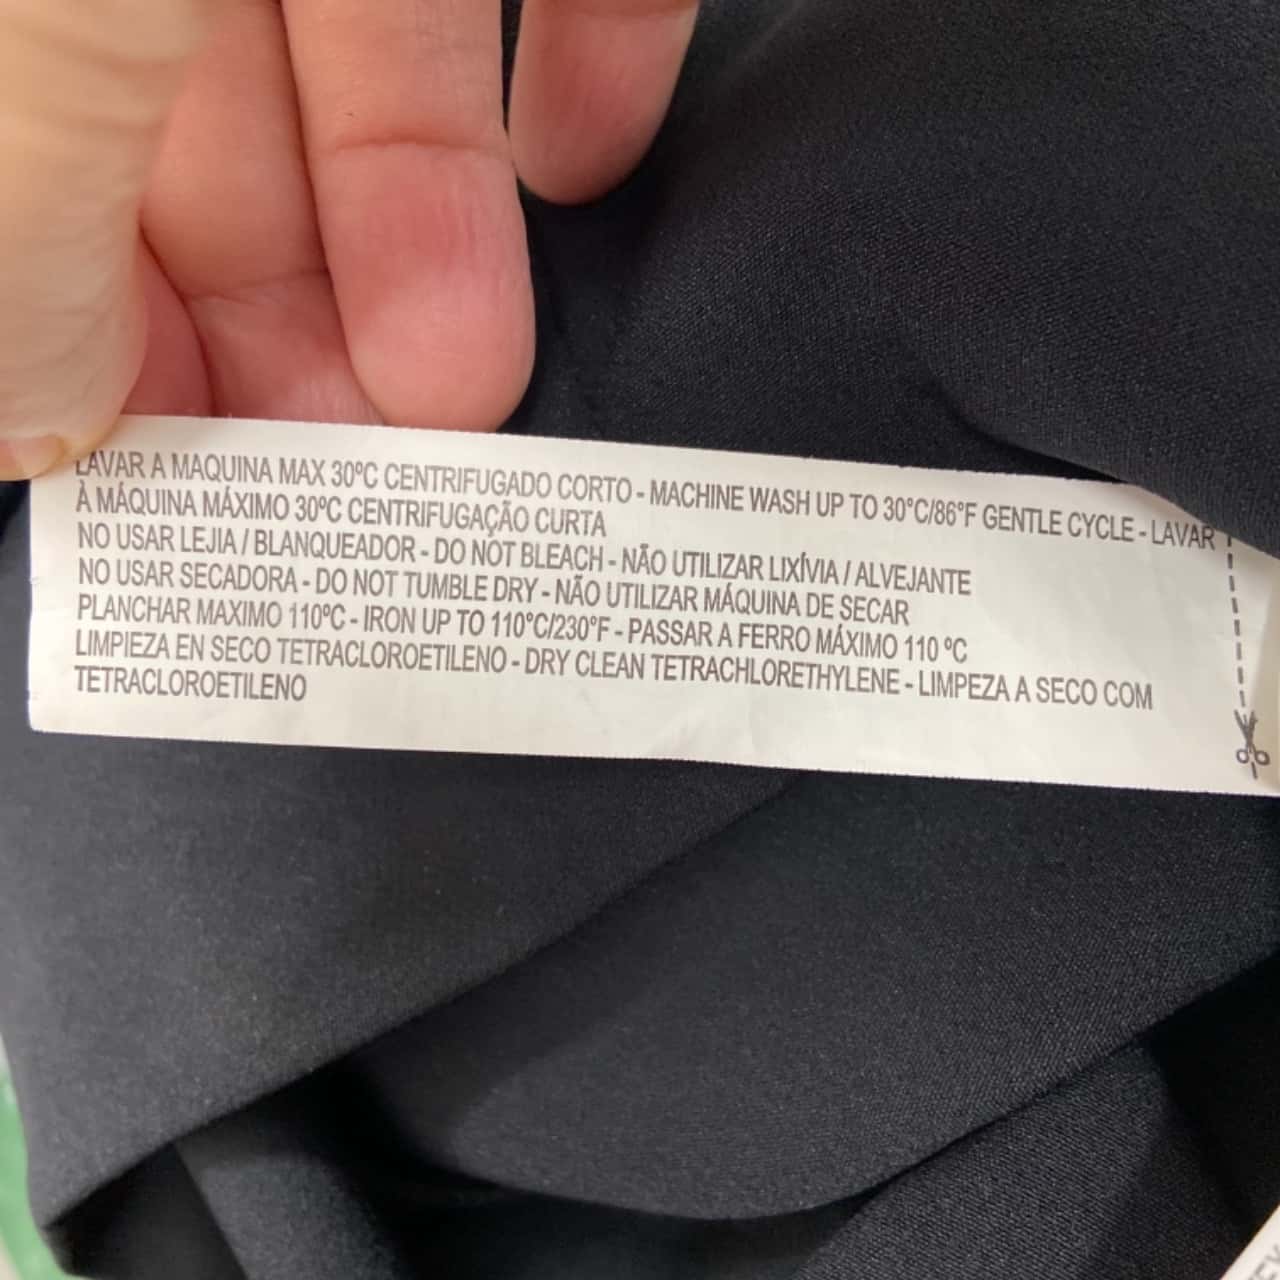 LAVAR A MAQUINA MAX 30ºC CENTRIFUGADO CORTO - MACHINE WASH UP TO 30°C/86°F GENTLE CYCLE - LAVAR
À MÁQUINA MÁXIMO 30ºC CENTRIFUGAÇÃO CURTA
NO USAR LEJIA / BLANQUEADOR - DO NOT BLEACH - NÃO UTILIZAR LIXÍVIA / ALVEJANTE
NO USAR SECADORA - DO NOT TUMBLE DRY - NÃO UTILIZAR MÁQUINA DE SECAR
PLANCHAR MAXIMO 110ºC - IRON UP TO 110°C/230°F - PASSAR A FERRO MÁXIMO 110 ºC
LIMPIEZA EN SECO TETRACLOROETILENO - DRY CLEAN TETRACHLORETHYLENE - LIMPEZA A SECO COM
TETRACLOROETILENO